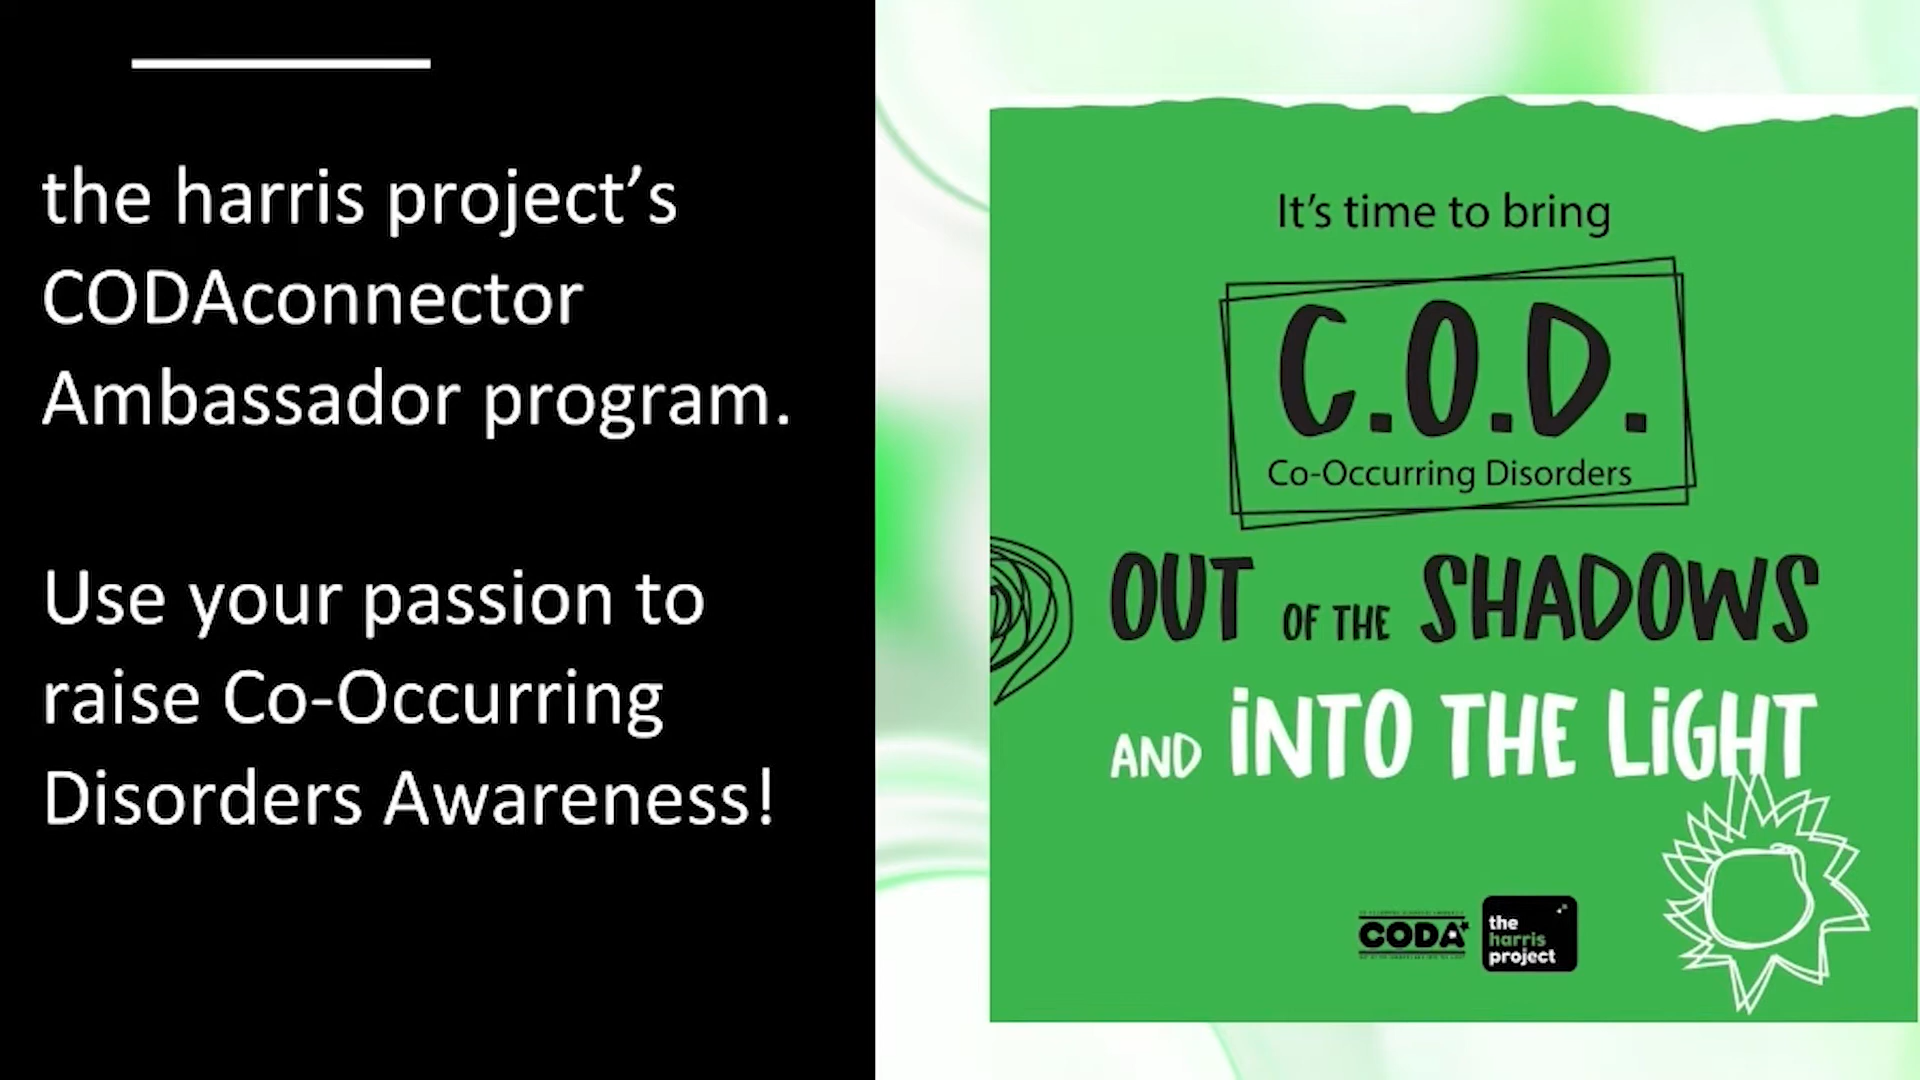 the harris project’s
CODAconnector
Ambassador program.
Use your passion to
raise Co-Occurring
Disorders Awareness!
It’s time to bring
C.O.D.
Co-Occurring Disorders
OUT OF THE SHADOWS
AND iNTO THE LiGHT
CODA
the
harris
project